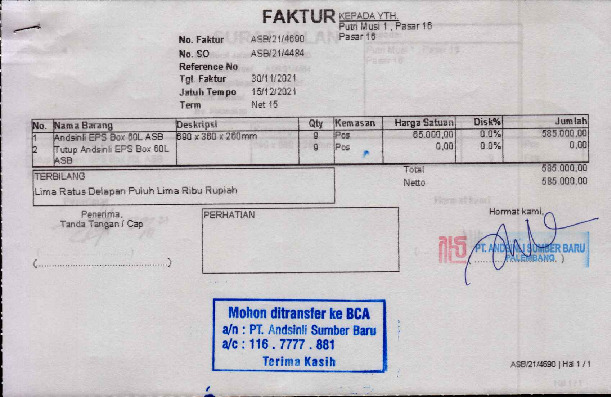 FAKTUR
KEPADA YTH.
Putri Musi 1, Pasar 16
Pasar 16
No. Faktur ASB/21/4690
No. SO ASB/21/4484
Reference No
Tgl. Faktur 30/11/2021
Jatuh Tempo 15/12/2021
Term Net 15
No. Nama Barang Deskripsi Qty Kemasan Harga Satuan Disk% Jumlah
1 Andsinli EPS Box 60L ASB 690 x 360 x 260mm 9 Pcs 65.000,00 0.0% 585.000,00
2 Tutup Andsinli EPS Box 60L 9 Pcs 0,00 0.0% 0,00
ASB
Total 585.000,00
Netto 585.000,00
TERBILANG
Lima Ratus Delapan Puluh Lima Ribu Rupiah
Penerima,
Tanda Tangan / Cap
(..............................)
PERHATIAN
Hormat kami,
PT. ANDSINLI SUMBER BARU
PALEMBANG. )
Mohon ditransfer ke BCA
a/n : PT. Andsinli Sumber Baru
a/c : 116 . 7777 . 881
Terima Kasih
ASB/21/4690 | Hal 1 / 1